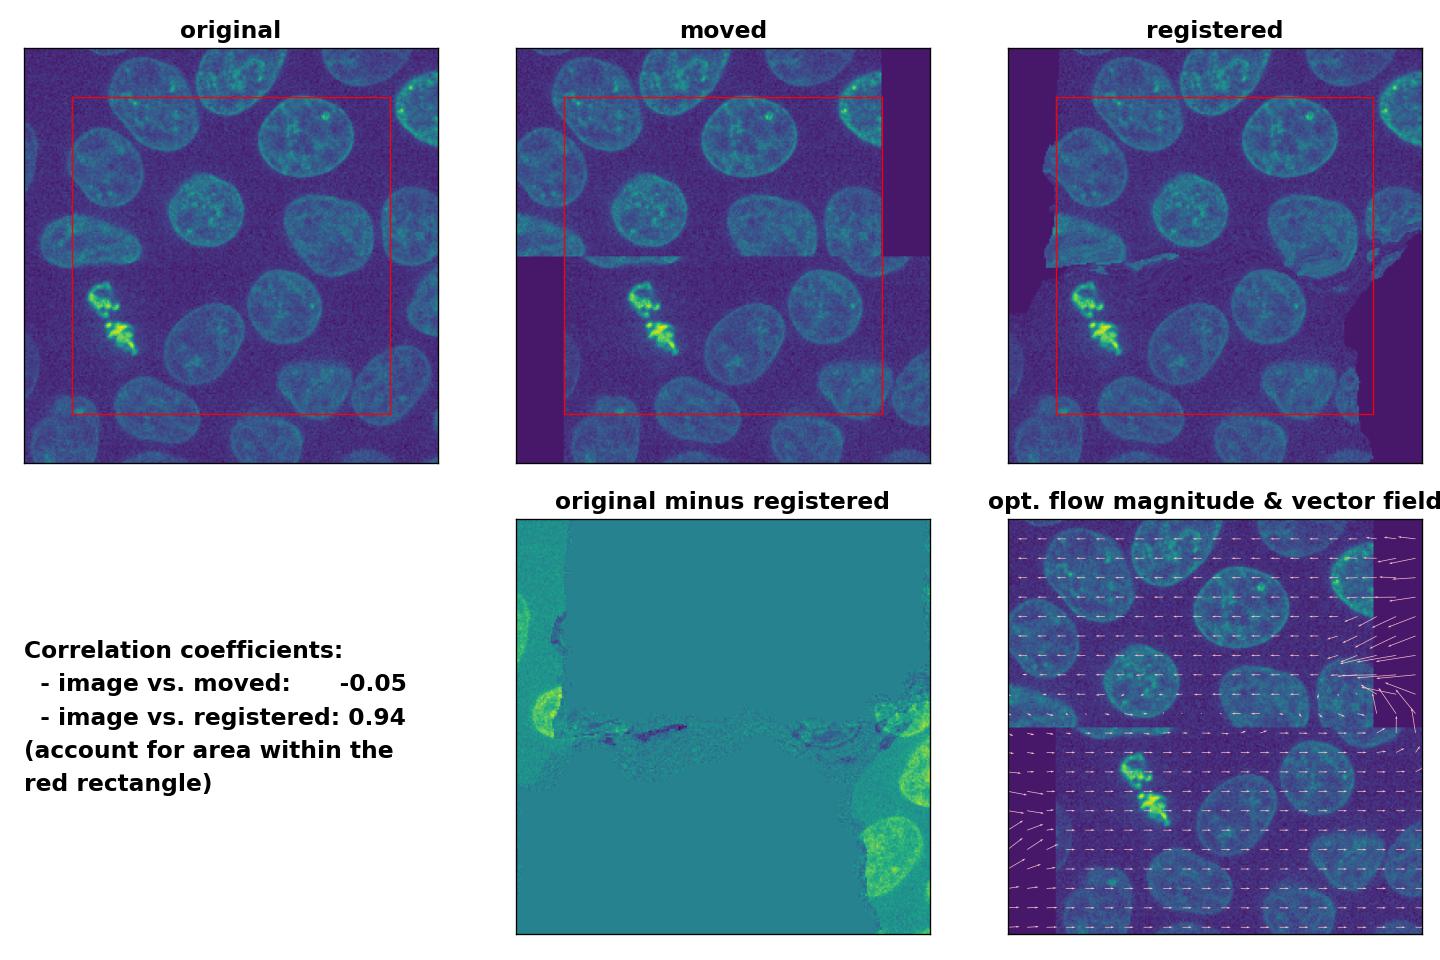 original
moved
registered
original minus registered
opt. flow magnitude & vector field
Correlation coefficients:
- image vs. moved: -0.05
- image vs. registered: 0.94
(account for area within the
red rectangle)